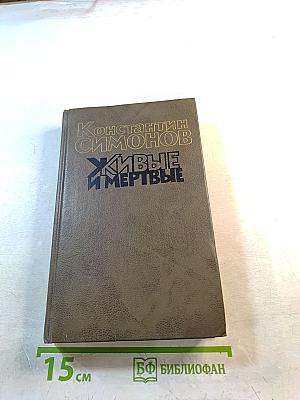 Константин
СИМОНОВ
ЖИВЫЕ
И МЕРТВЫЕ
15 см
БФ БИБЛИОФАН